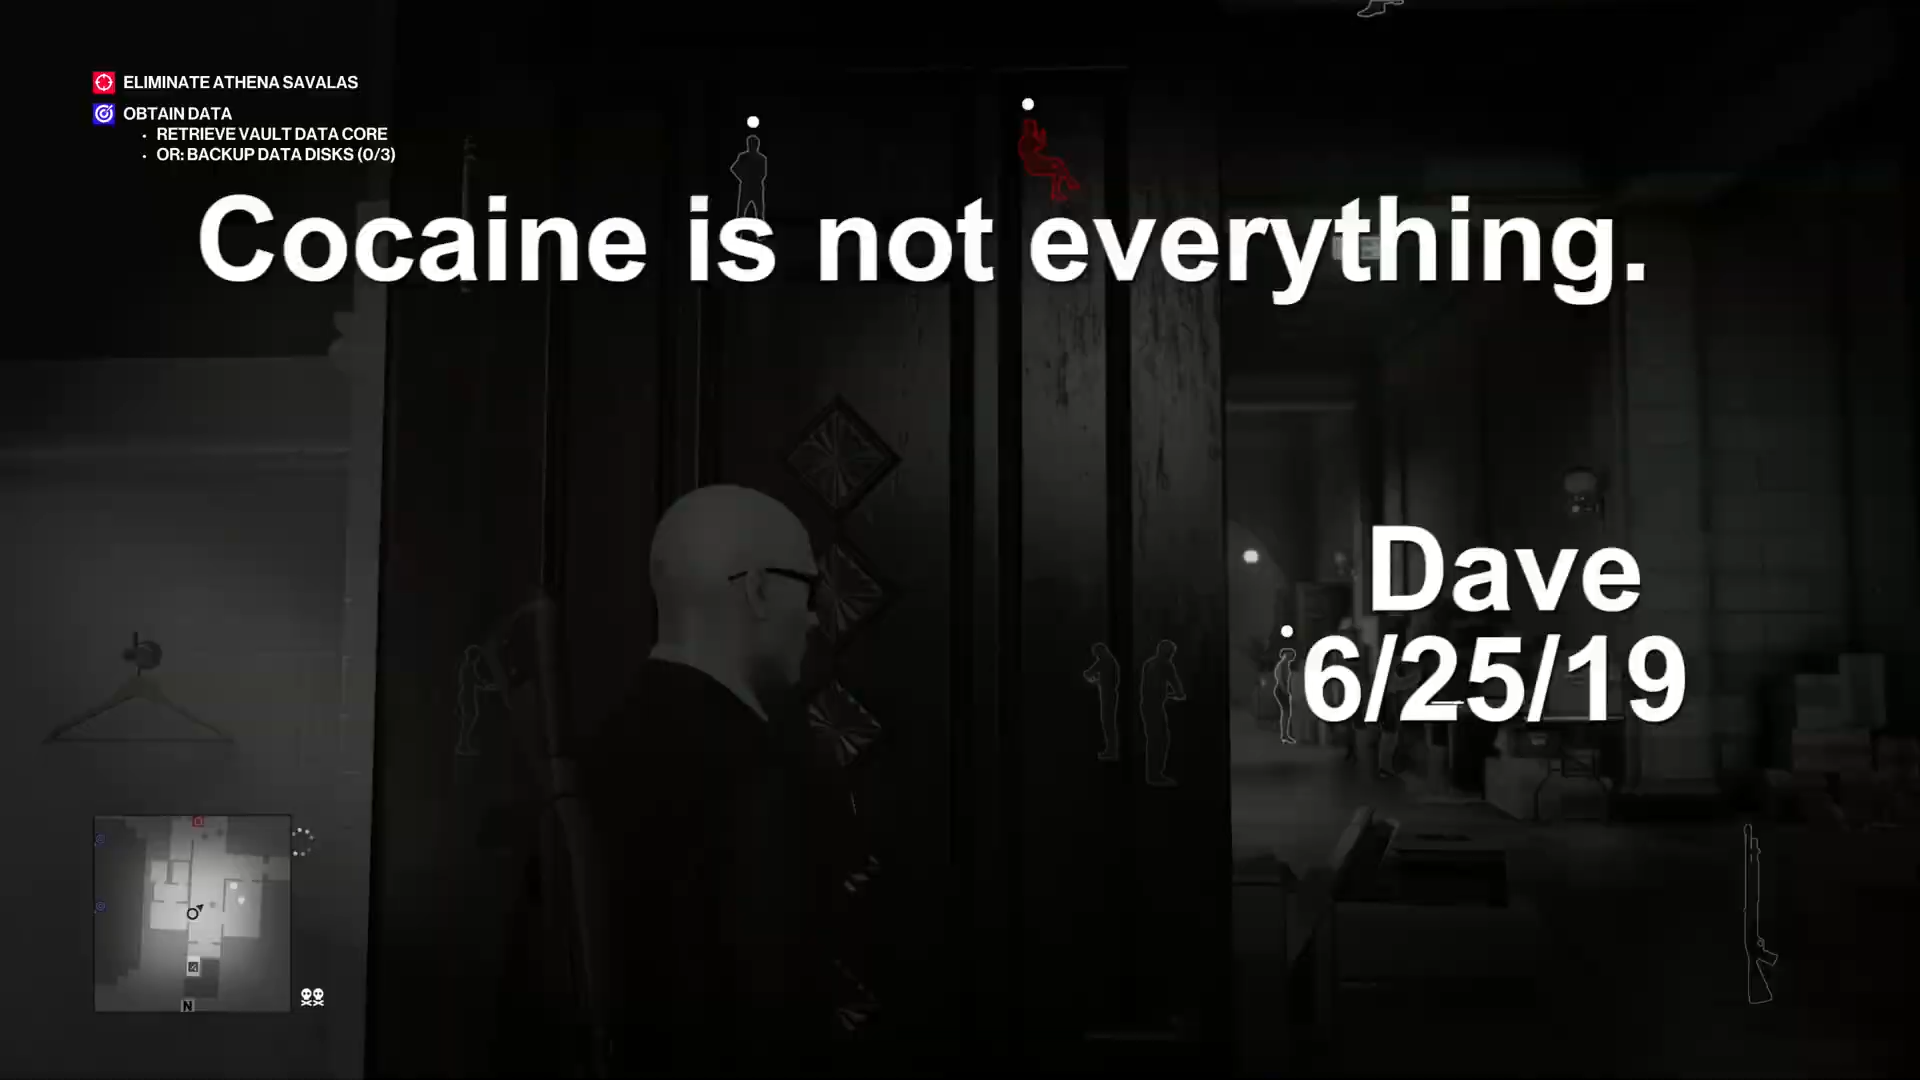 ELIMINATE ATHENA SAVALAS
OBTAIN DATA
· RETRIEVE VAULT DATA CORE
· OR: BACKUP DATA DISKS (0/3)
Cocaine is not everything.
Dave
6/25/19
N